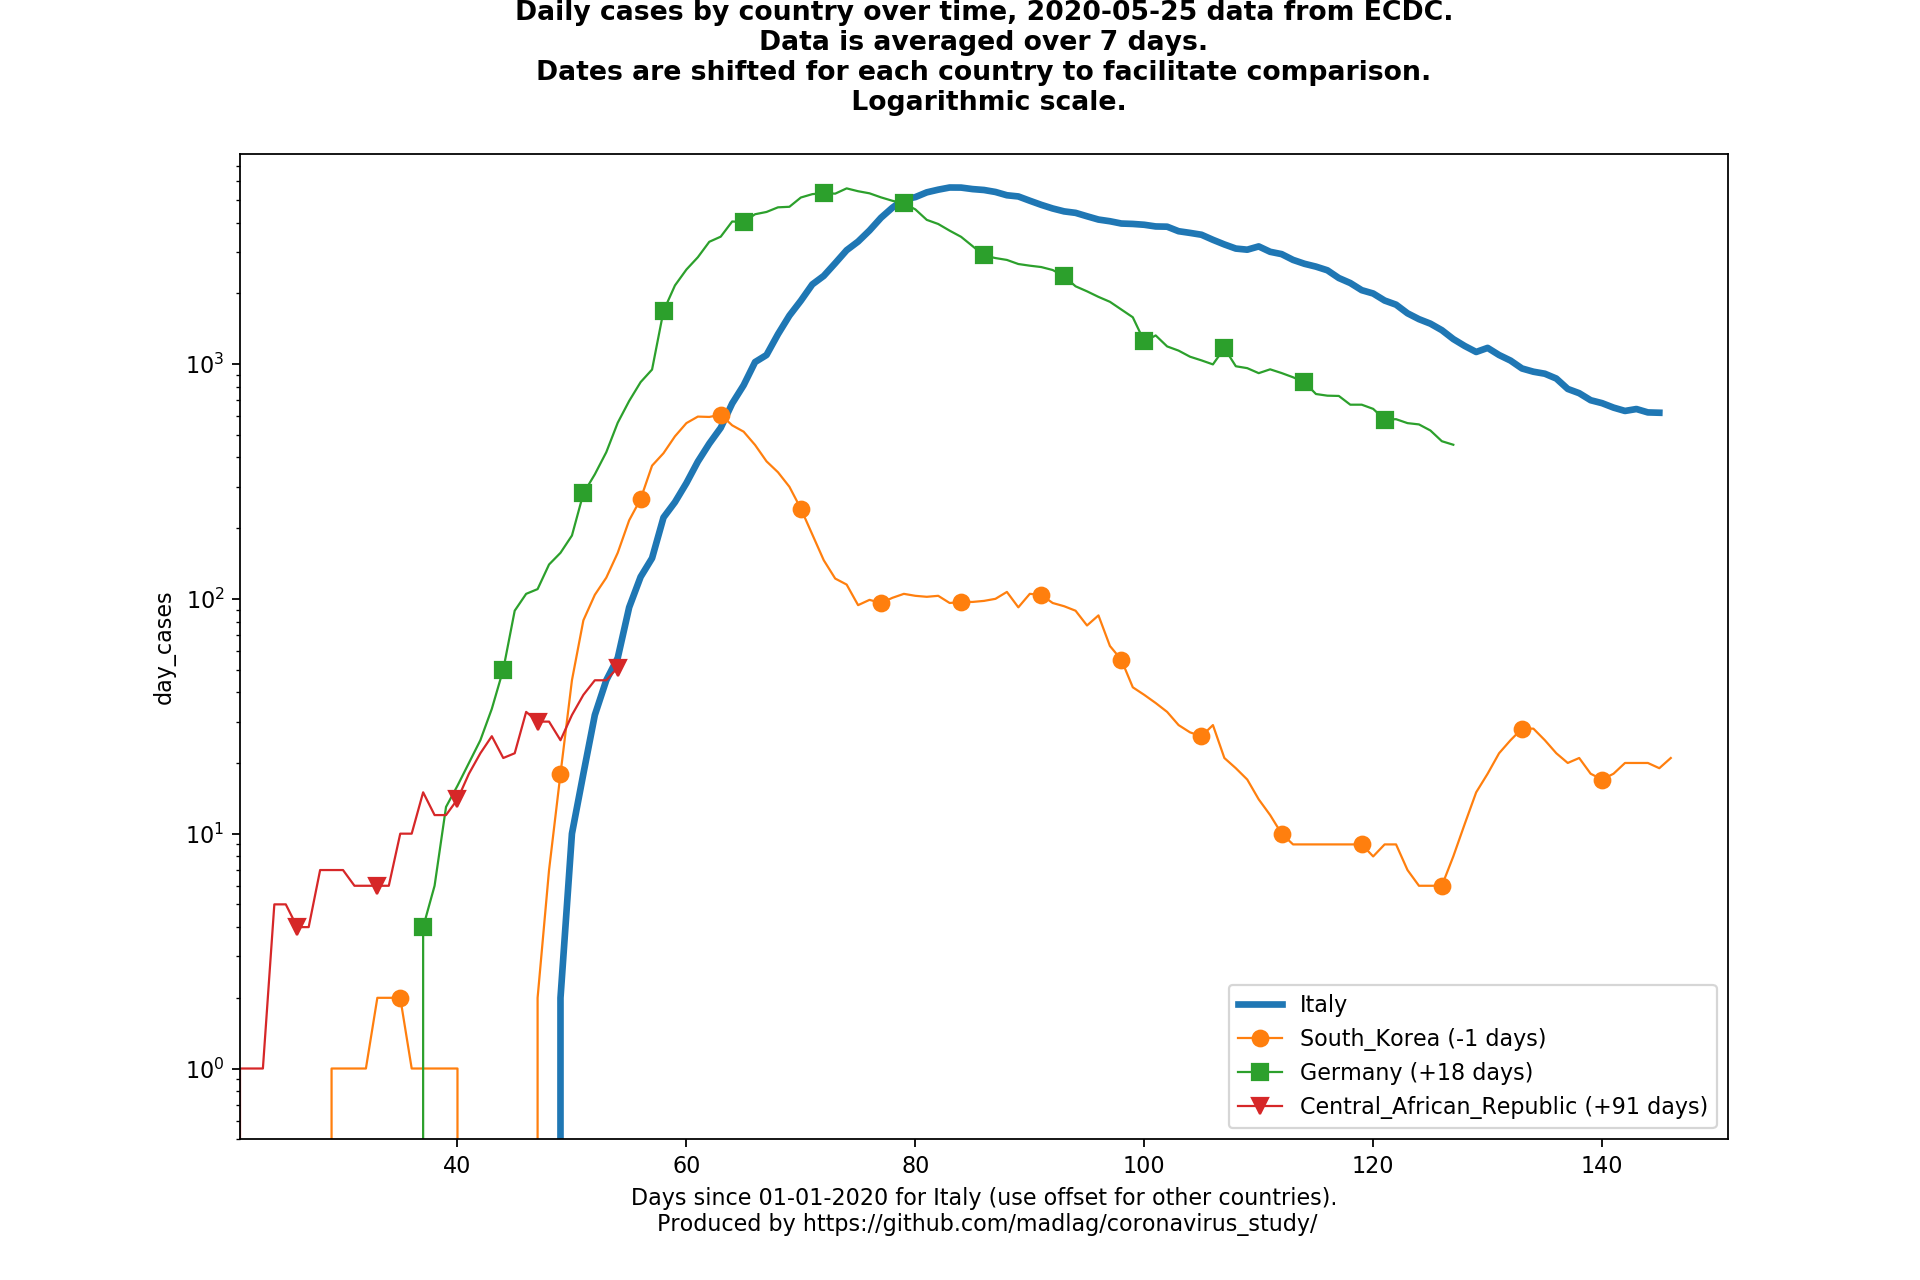 Daily cases by country over time, 2020-05-25 data from ECDC.
Data is averaged over 7 days.
Dates are shifted for each country to facilitate comparison.
Logarithmic scale.
10³
10²
10¹
10⁰
day_cases
40 60 80 100 120 140
Days since 01-01-2020 for Italy (use offset for other countries).
Produced by https://github.com/madlag/coronavirus_study/
Italy
South_Korea (-1 days)
Germany (+18 days)
Central_African_Republic (+91 days)